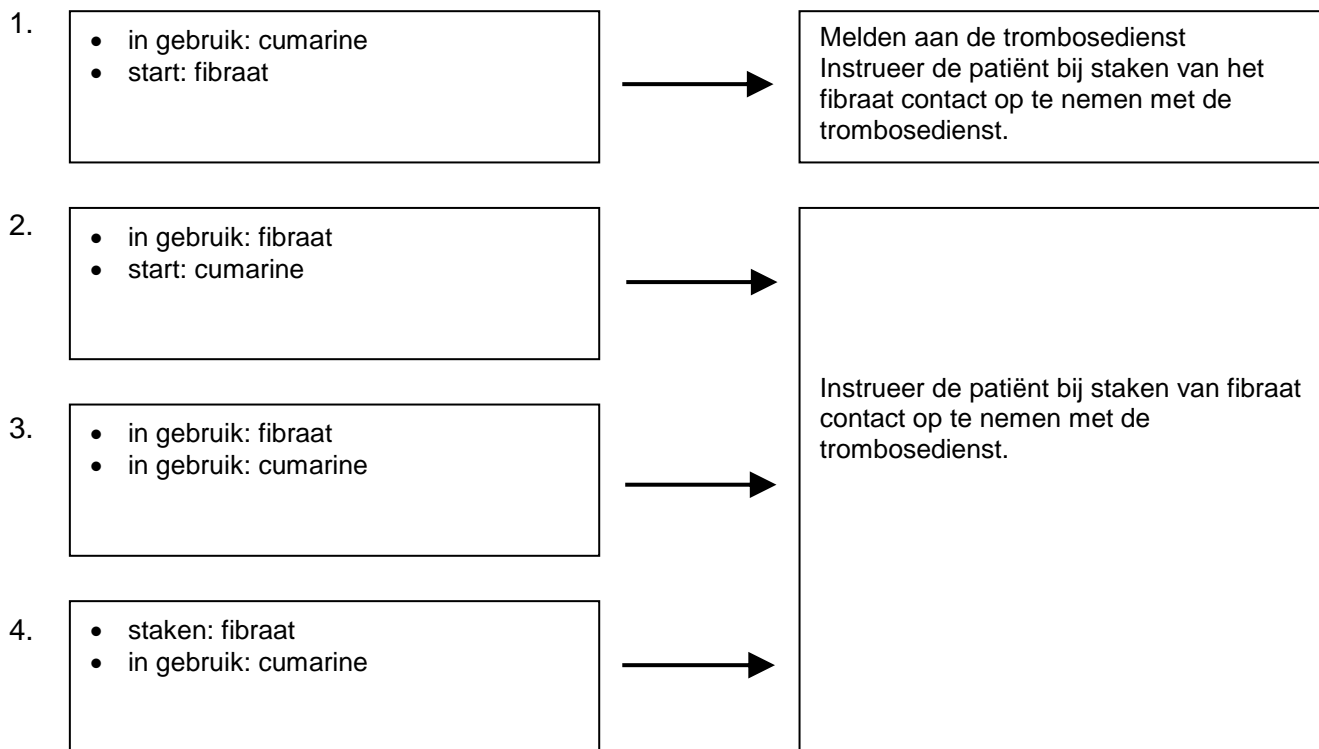 1.
• in gebruik: cumarine
• start: fibraat
Melden aan de trombosedienst
Instrueer de patiënt bij staken van het
fibraat contact op te nemen met de
trombosedienst.
2.
• in gebruik: fibraat
• start: cumarine
3.
• in gebruik: fibraat
• in gebruik: cumarine
4.
• staken: fibraat
• in gebruik: cumarine
Instrueer de patiënt bij staken van fibraat
contact op te nemen met de
trombosedienst.